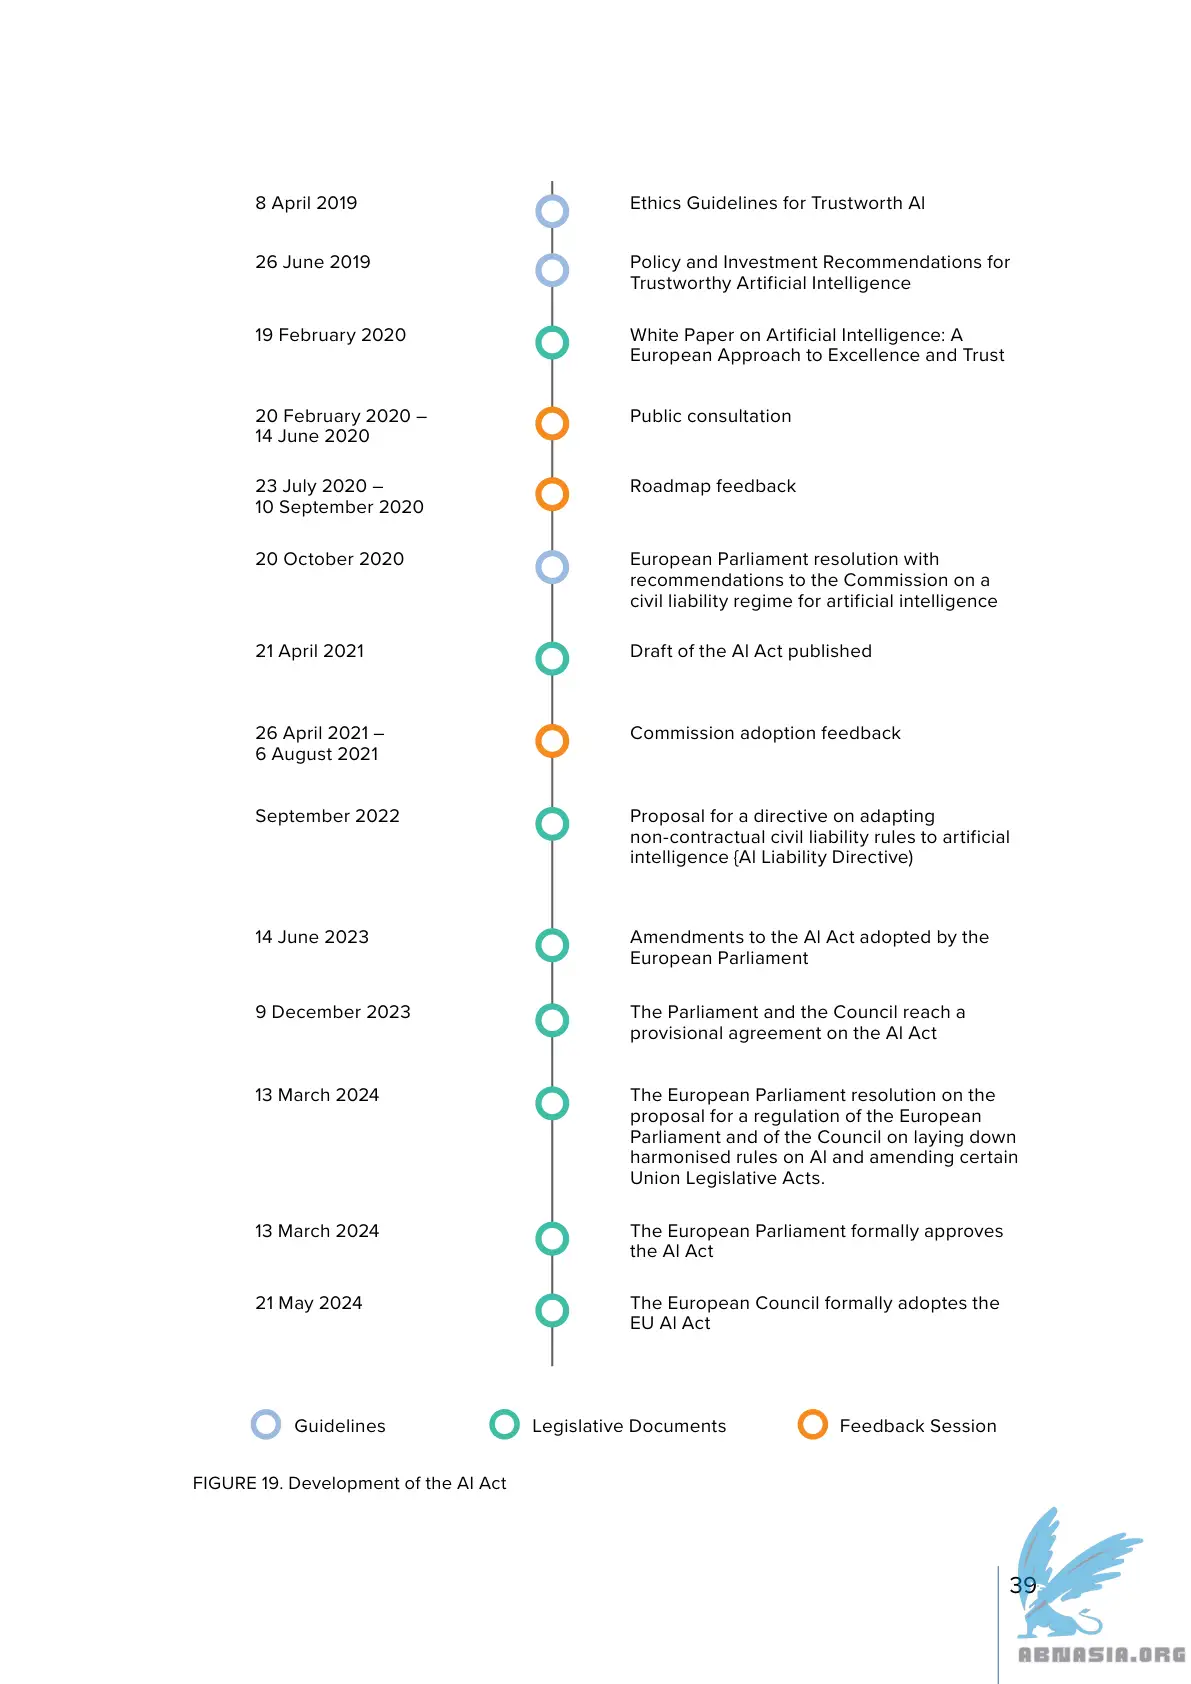 8 April 2019
Ethics Guidelines for Trustworth AI
26 June 2019
Policy and Investment Recommendations for
Trustworthy Artificial Intelligence
19 February 2020
White Paper on Artificial Intelligence: A
European Approach to Excellence and Trust
20 February 2020 –
14 June 2020
Public consultation
23 July 2020 –
10 September 2020
Roadmap feedback
20 October 2020
European Parliament resolution with
recommendations to the Commission on a
civil liability regime for artificial intelligence
21 April 2021
Draft of the AI Act published
26 April 2021 –
6 August 2021
Commission adoption feedback
September 2022
Proposal for a directive on adapting
non-contractual civil liability rules to artificial
intelligence {AI Liability Directive)
14 June 2023
Amendments to the AI Act adopted by the
European Parliament
9 December 2023
The Parliament and the Council reach a
provisional agreement on the AI Act
13 March 2024
The European Parliament resolution on the
proposal for a regulation of the European
Parliament and of the Council on laying down
harmonised rules on AI and amending certain
Union Legislative Acts.
13 March 2024
The European Parliament formally approves
the AI Act
21 May 2024
The European Council formally adoptes the
EU AI Act
Guidelines
Legislative Documents
Feedback Session
FIGURE 19. Development of the AI Act
39
ABNASIA.ORG